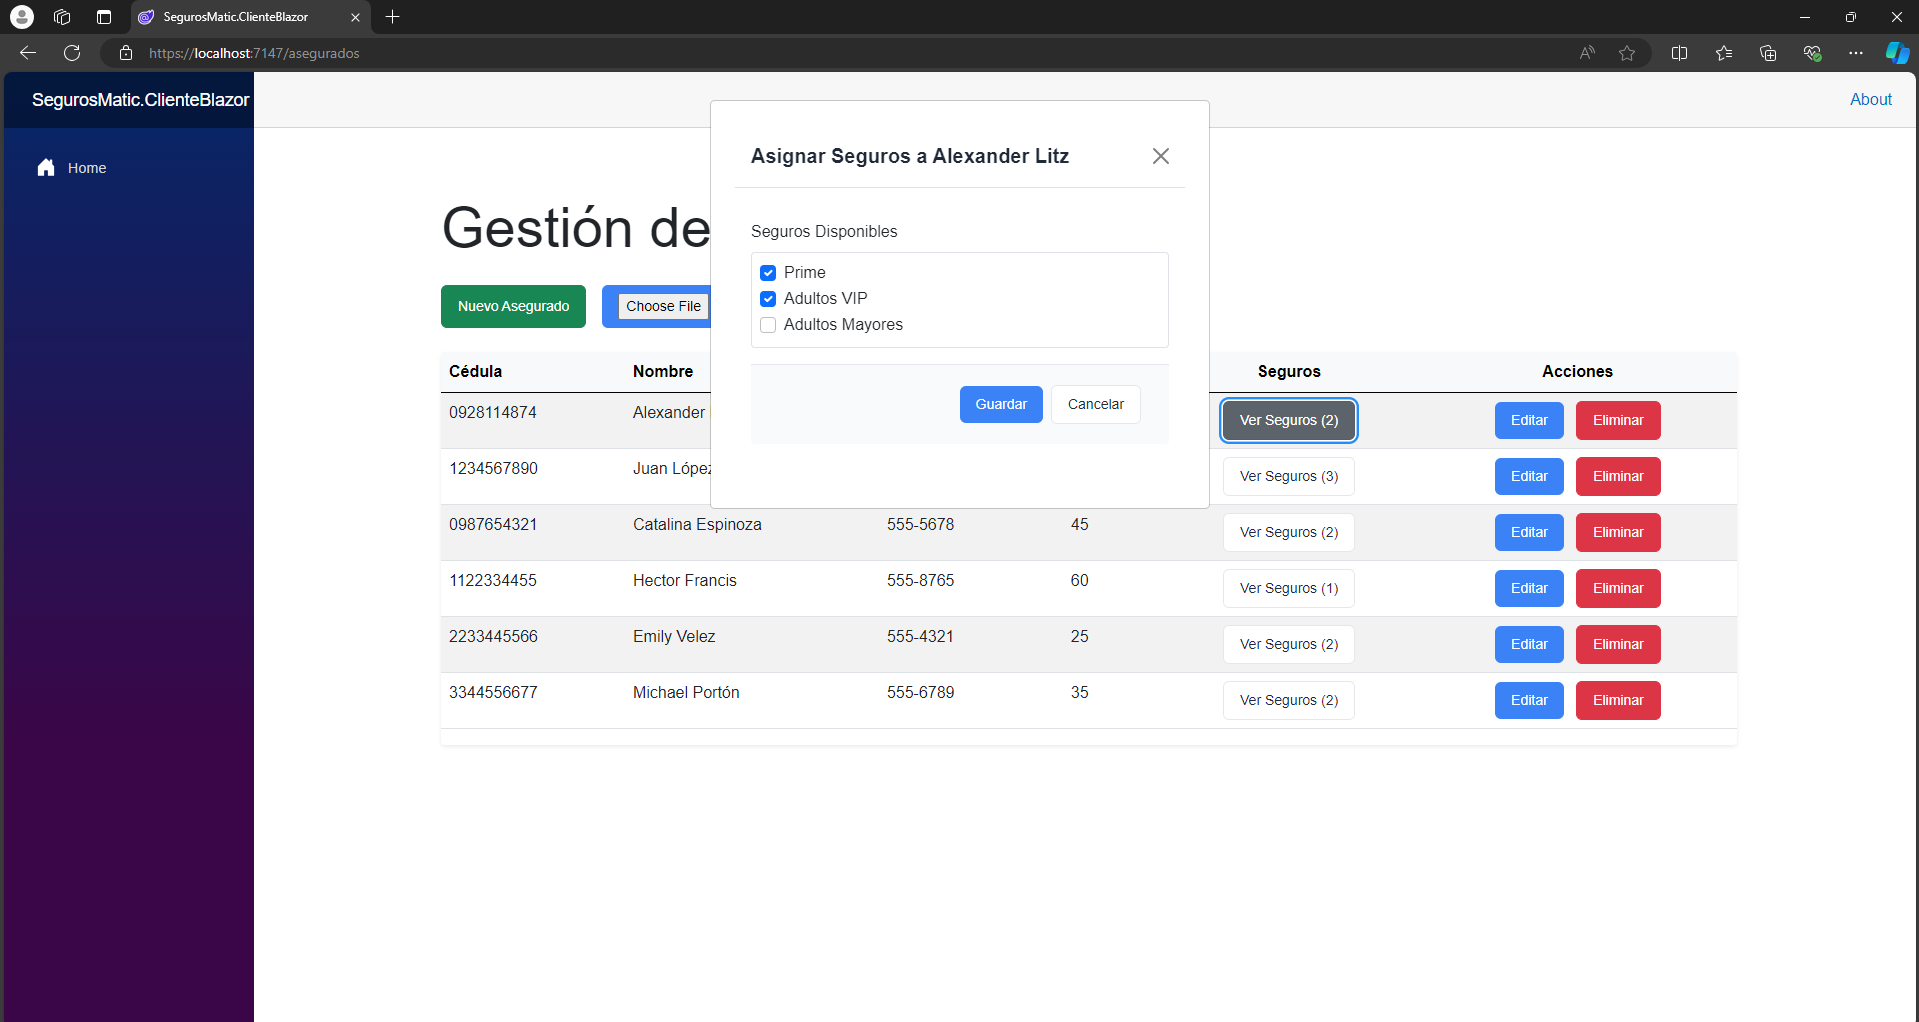 SegurosMatic.ClienteBlazor
https://localhost:7147/asegurados
SegurosMatic.ClienteBlazor
About
Home
Asignar Seguros a Alexander Litz
Seguros Disponibles
Prime
Adultos VIP
Adultos Mayores
Guardar Cancelar
Gestión de
Nuevo Asegurado Choose File
Cédula Nombre Seguros Acciones
0928114874 Alexander Ver Seguros (2) Editar Eliminar
1234567890 Juan López Ver Seguros (3) Editar Eliminar
0987654321 Catalina Espinoza 555-5678 45 Ver Seguros (2) Editar Eliminar
1122334455 Hector Francis 555-8765 60 Ver Seguros (1) Editar Eliminar
2233445566 Emily Velez 555-4321 25 Ver Seguros (2) Editar Eliminar
3344556677 Michael Portón 555-6789 35 Ver Seguros (2) Editar Eliminar